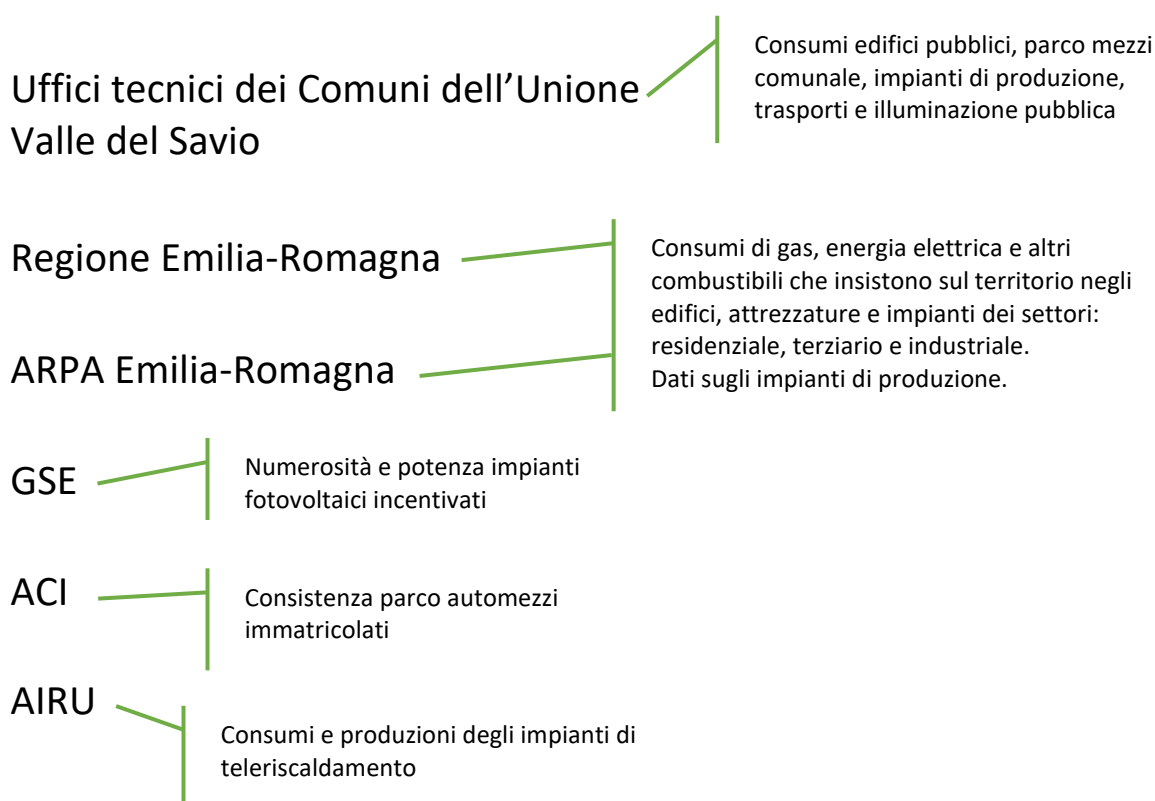 Uffici tecnici dei Comuni dell’Unione
Valle del Savio
Consumi edifici pubblici, parco mezzi
comunale, impianti di produzione,
trasporti e illuminazione pubblica
Regione Emilia-Romagna
ARPA Emilia-Romagna
Consumi di gas, energia elettrica e altri
combustibili che insistono sul territorio negli
edifici, attrezzature e impianti dei settori:
residenziale, terziario e industriale.
Dati sugli impianti di produzione.
GSE
Numerosità e potenza impianti
fotovoltaici incentivati
ACI
Consistenza parco automezzi
immatricolati
AIRU
Consumi e produzioni degli impianti di
teleriscaldamento